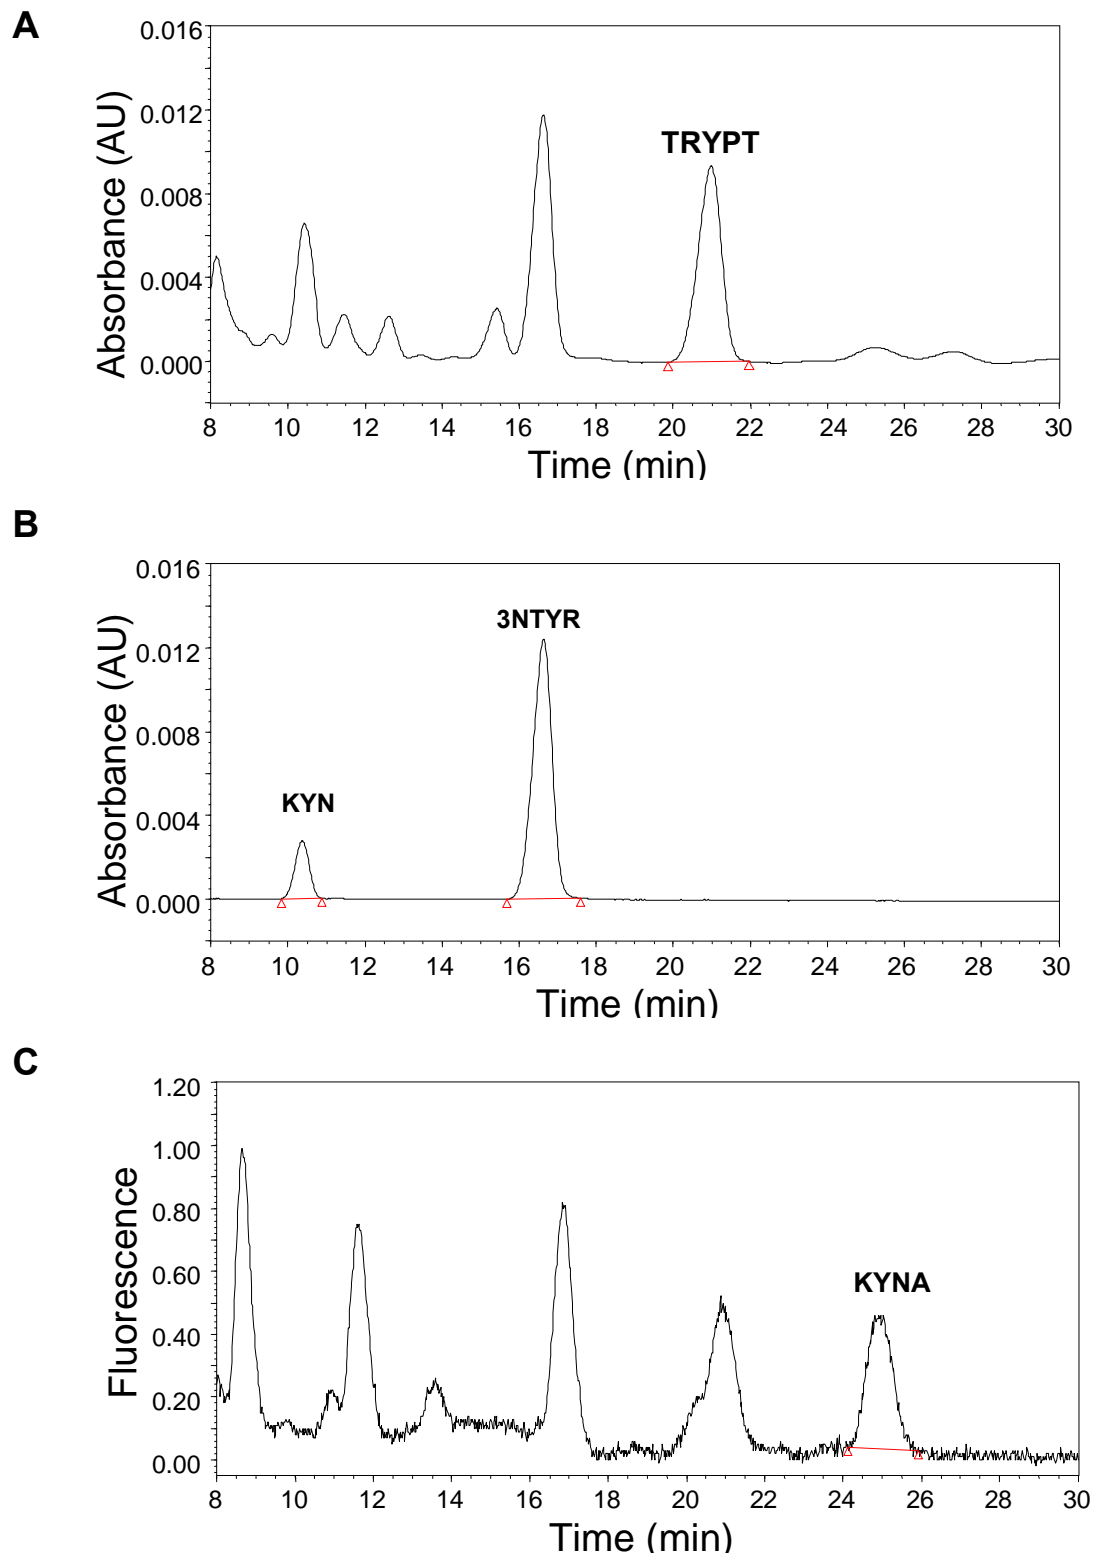 A
0.016
0.012
0.008
0.004
0.000
Absorbance (AU)
TRYPT
8 10 12 14 16 18 20 22 24 26 28 30
Time (min)
B
0.016
0.012
0.008
0.004
0.000
Absorbance (AU)
3NTYR
KYN
8 10 12 14 16 18 20 22 24 26 28 30
Time (min)
C
1.20
1.00
0.80
0.60
0.40
0.20
0.00
Fluorescence
KYNA
8 10 12 14 16 18 20 22 24 26 28 30
Time (min)